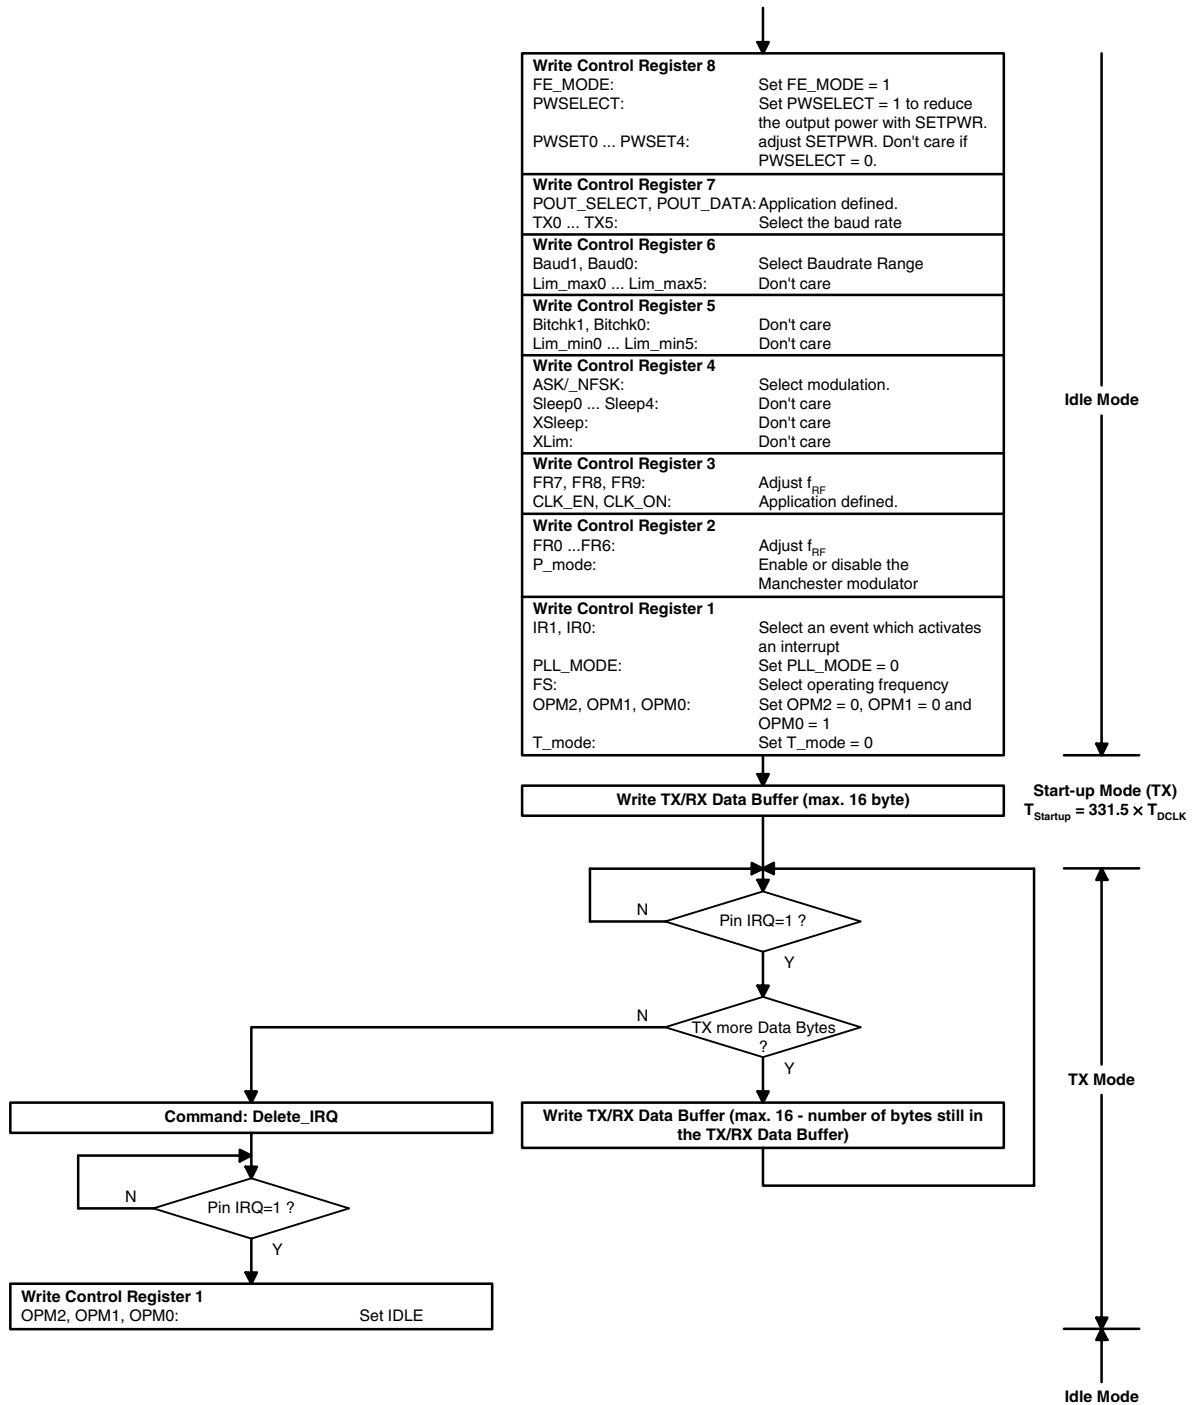 Write Control Register 8
FE_MODE: Set FE_MODE = 1
PWSELECT: Set PWSELECT = 1 to reduce
the output power with SETPWR.
PWSET0 ... PWSET4: adjust SETPWR. Don't care if
PWSELECT = 0.
Write Control Register 7
POUT_SELECT, POUT_DATA: Application defined.
TX0 ... TX5: Select the baud rate
Write Control Register 6
Baud1, Baud0: Select Baudrate Range
Lim_max0 ... Lim_max5: Don't care
Write Control Register 5
Bitchk1, Bitchk0: Don't care
Lim_min0 ... Lim_min5: Don't care
Write Control Register 4
ASK/_NFSK: Select modulation.
Sleep0 ... Sleep4: Don't care
XSleep: Don't care
XLim: Don't care
Idle Mode
Write Control Register 3
FR7, FR8, FR9: Adjust fRF
CLK_EN, CLK_ON: Application defined.
Write Control Register 2
FR0 ...FR6: Adjust fRF
P_mode: Enable or disable the
Manchester modulator
Write Control Register 1
IR1, IR0: Select an event which activates
an interrupt
PLL_MODE: Set PLL_MODE = 0
FS: Select operating frequency
OPM2, OPM1, OPM0: Set OPM2 = 0, OPM1 = 0 and
OPM0 = 1
T_mode: Set T_mode = 0
Write TX/RX Data Buffer (max. 16 byte)
Start-up Mode (TX)
TStartup = 331.5 × TDCLK
N
Pin IRQ=1 ?
Y
N
TX more Data Bytes
?
Y
TX Mode
Command: Delete_IRQ
Write TX/RX Data Buffer (max. 16 - number of bytes still in
the TX/RX Data Buffer)
N
Pin IRQ=1 ?
Y
Write Control Register 1
OPM2, OPM1, OPM0: Set IDLE
Idle Mode